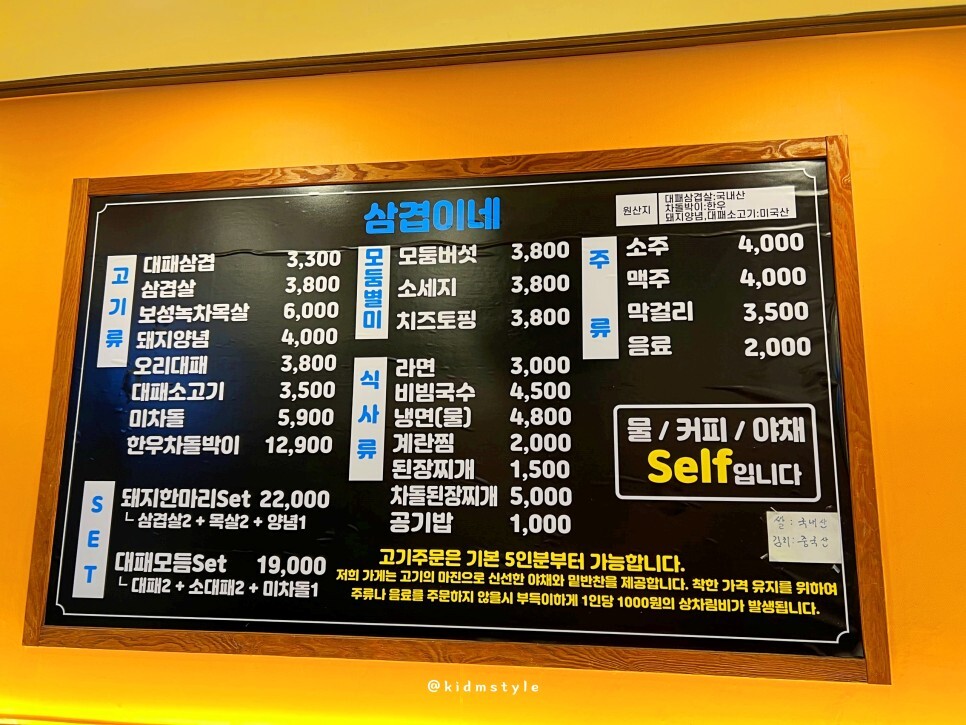 삼겹이네
원산지
대패삼겹살:국내산
차돌박이:한우
돼지양념,대패소고기:미국산
고기류
대패삼겹 3,300
삼겹살 3,800
보성녹차목살 6,000
돼지양념 4,000
오리대패 3,800
대패소고기 3,500
미차돌 5,900
한우차돌박이 12,900
SET
돼지한마리Set 22,000
└ 삼겹살2 + 목살2 + 양념1
대패모듬Set 19,000
└ 대패2 + 소대패2 + 미차돌1
모둠별미
모둠버섯 3,800
소세지 3,800
치즈토핑 3,800
식사류
라면 3,000
비빔국수 4,500
냉면(물) 4,800
계란찜 2,000
된장찌개 1,500
차돌된장찌개 5,000
공기밥 1,000
주류
소주 4,000
맥주 4,000
막걸리 3,500
음료 2,000
물 / 커피 / 야채
Self입니다
쌀 : 국내산
김치 : 중국산
고기주문은 기본 5인분부터 가능합니다.
저희 가게는 고기의 마진으로 신선한 야채와 밑반찬을 제공합니다. 착한 가격 유지를 위하여
주류나 음료를 주문하지 않을시 부득이하게 1인당 1000원의 상차림비가 발생됩니다.
@kidmstyle